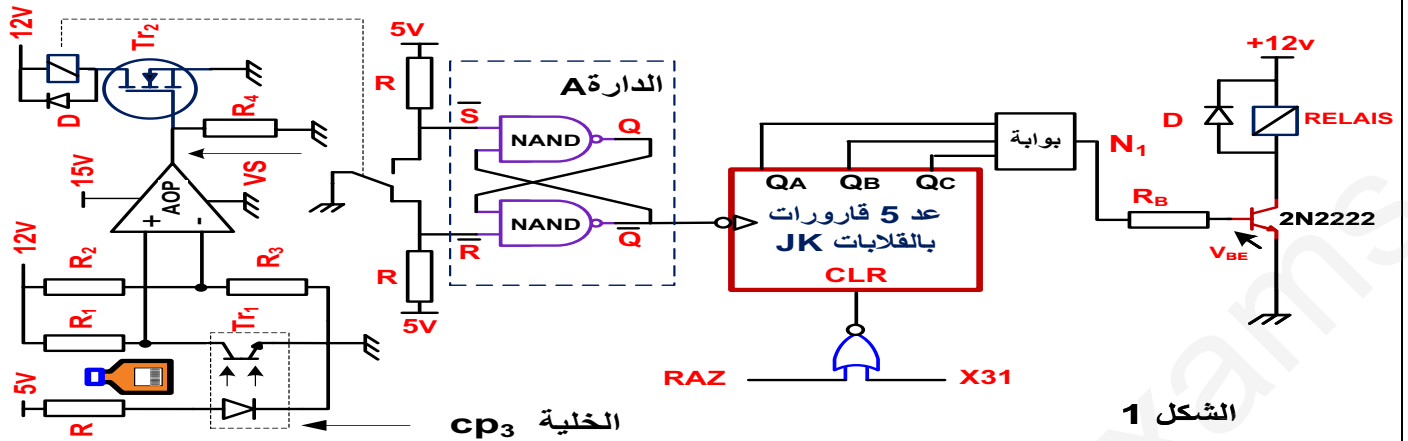 12V
Tr2
D
R4
15V
AOP
+
-
VS
12V
R2
R3
R1
Tr1
5V
R
الخلية cp3
5V
R
الدارة A
S
NAND
Q
NAND
R
Q
R
5V
QA QB QC
عد 5 قارورات
بالقلابات JK
CLR
RAZ
X31
بوابة
N1
+12v
D
RELAIS
RB
2N2222
VBE
الشكل 1
xams